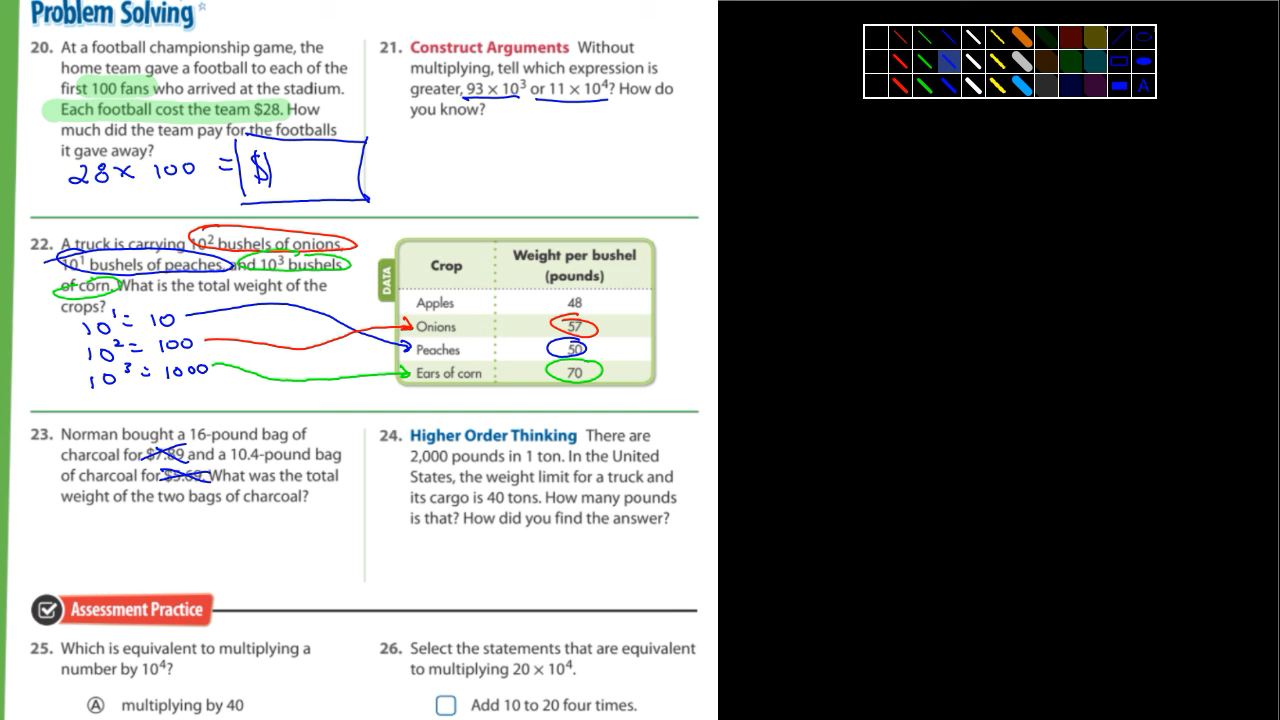 Problem Solving
20. At a football championship game, the
home team gave a football to each of the
first 100 fans who arrived at the stadium.
Each football cost the team $28. How
much did the team pay for the footballs
it gave away?
28 × 100 = $
21. Construct Arguments Without
multiplying, tell which expression is
greater, 93 × 10³ or 11 × 10⁴? How do
you know?
22. A truck is carrying 10² bushels of onions,
10¹ bushels of peaches, and 10³ bushels
of corn. What is the total weight of the
crops?
10¹ = 10
10² = 100
10³ = 1000
DATA
Crop Weight per bushel
(pounds)
Apples 48
Onions 57
Peaches 50
Ears of corn 70
23. Norman bought a 16-pound bag of
charcoal for $7.89 and a 10.4-pound bag
of charcoal for What was the total
weight of the two bags of charcoal?
24. Higher Order Thinking There are
2,000 pounds in 1 ton. In the United
States, the weight limit for a truck and
its cargo is 40 tons. How many pounds
is that? How did you find the answer?
Assessment Practice
25. Which is equivalent to multiplying a
number by 10⁴?
A multiplying by 40
26. Select the statements that are equivalent
to multiplying 20 × 10⁴.
Add 10 to 20 four times.
A